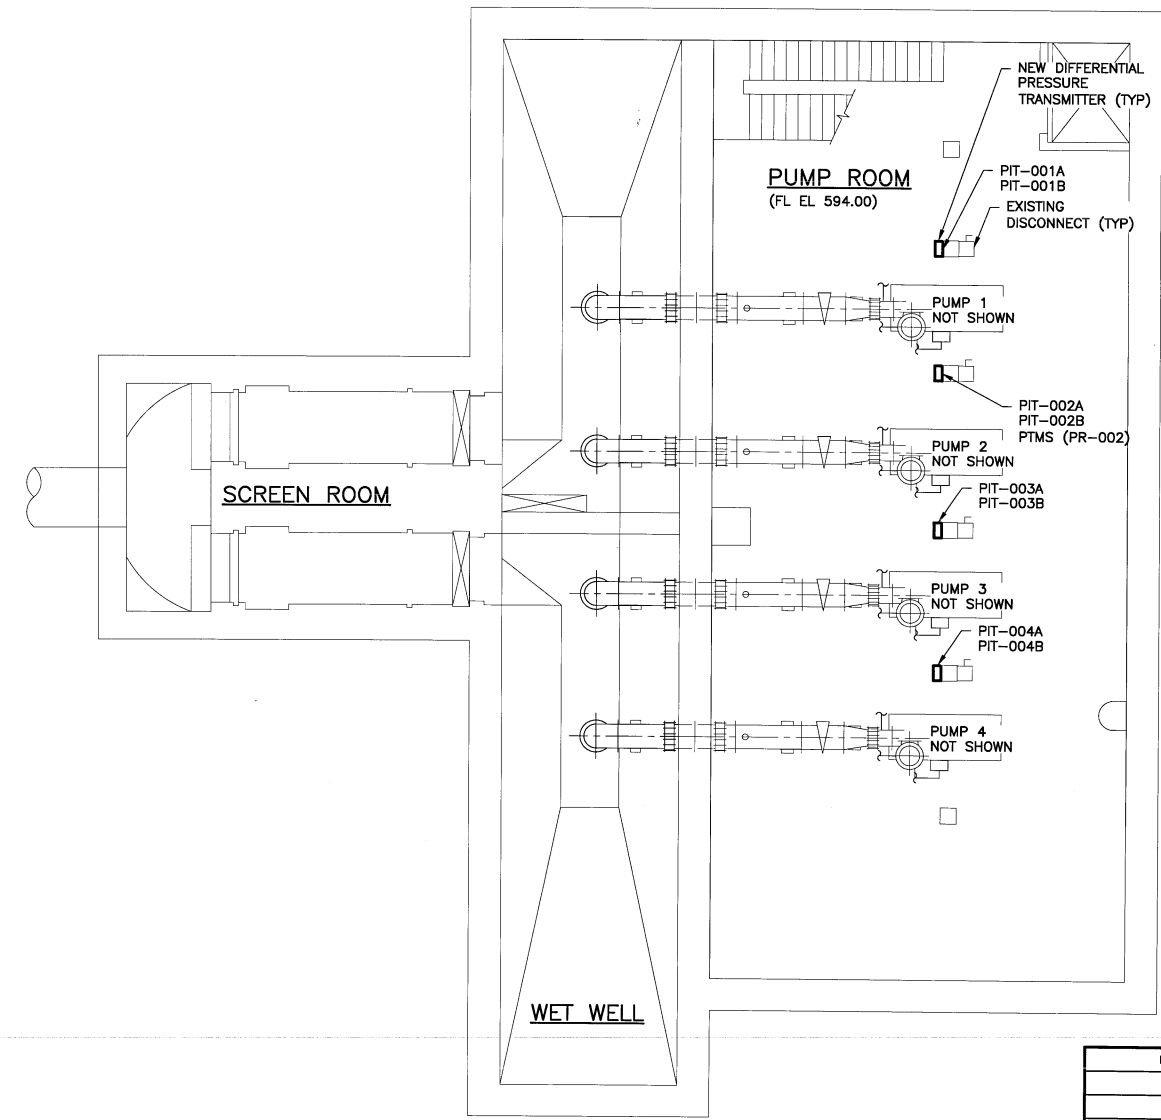 NEW DIFFERENTIAL
PRESSURE
TRANSMITTER (TYP)
PUMP ROOM
(FL EL 594.00)
PIT-001A
PIT-001B
EXISTING
DISCONNECT (TYP)
PUMP 1
NOT SHOWN
PIT-002A
PIT-002B
PTMS (PR-002)
PUMP 2
NOT SHOWN
SCREEN ROOM
PIT-003A
PIT-003B
PUMP 3
NOT SHOWN
PIT-004A
PIT-004B
PUMP 4
NOT SHOWN
WET WELL